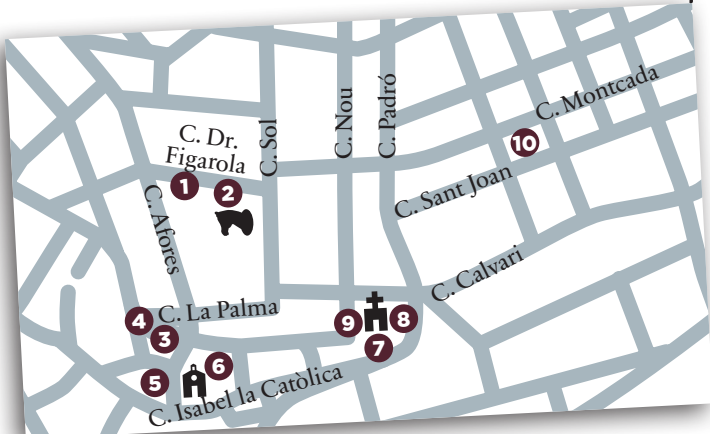 C. Montcada
C. Nou
C. Padró
C. Sol
C. Dr.
Figarola
10
1
2
C. Sant Joan
C. Afores
C. Calvari
C. La Palma
4
3
9
8
7
6
5
C. Isabel la Catòlica